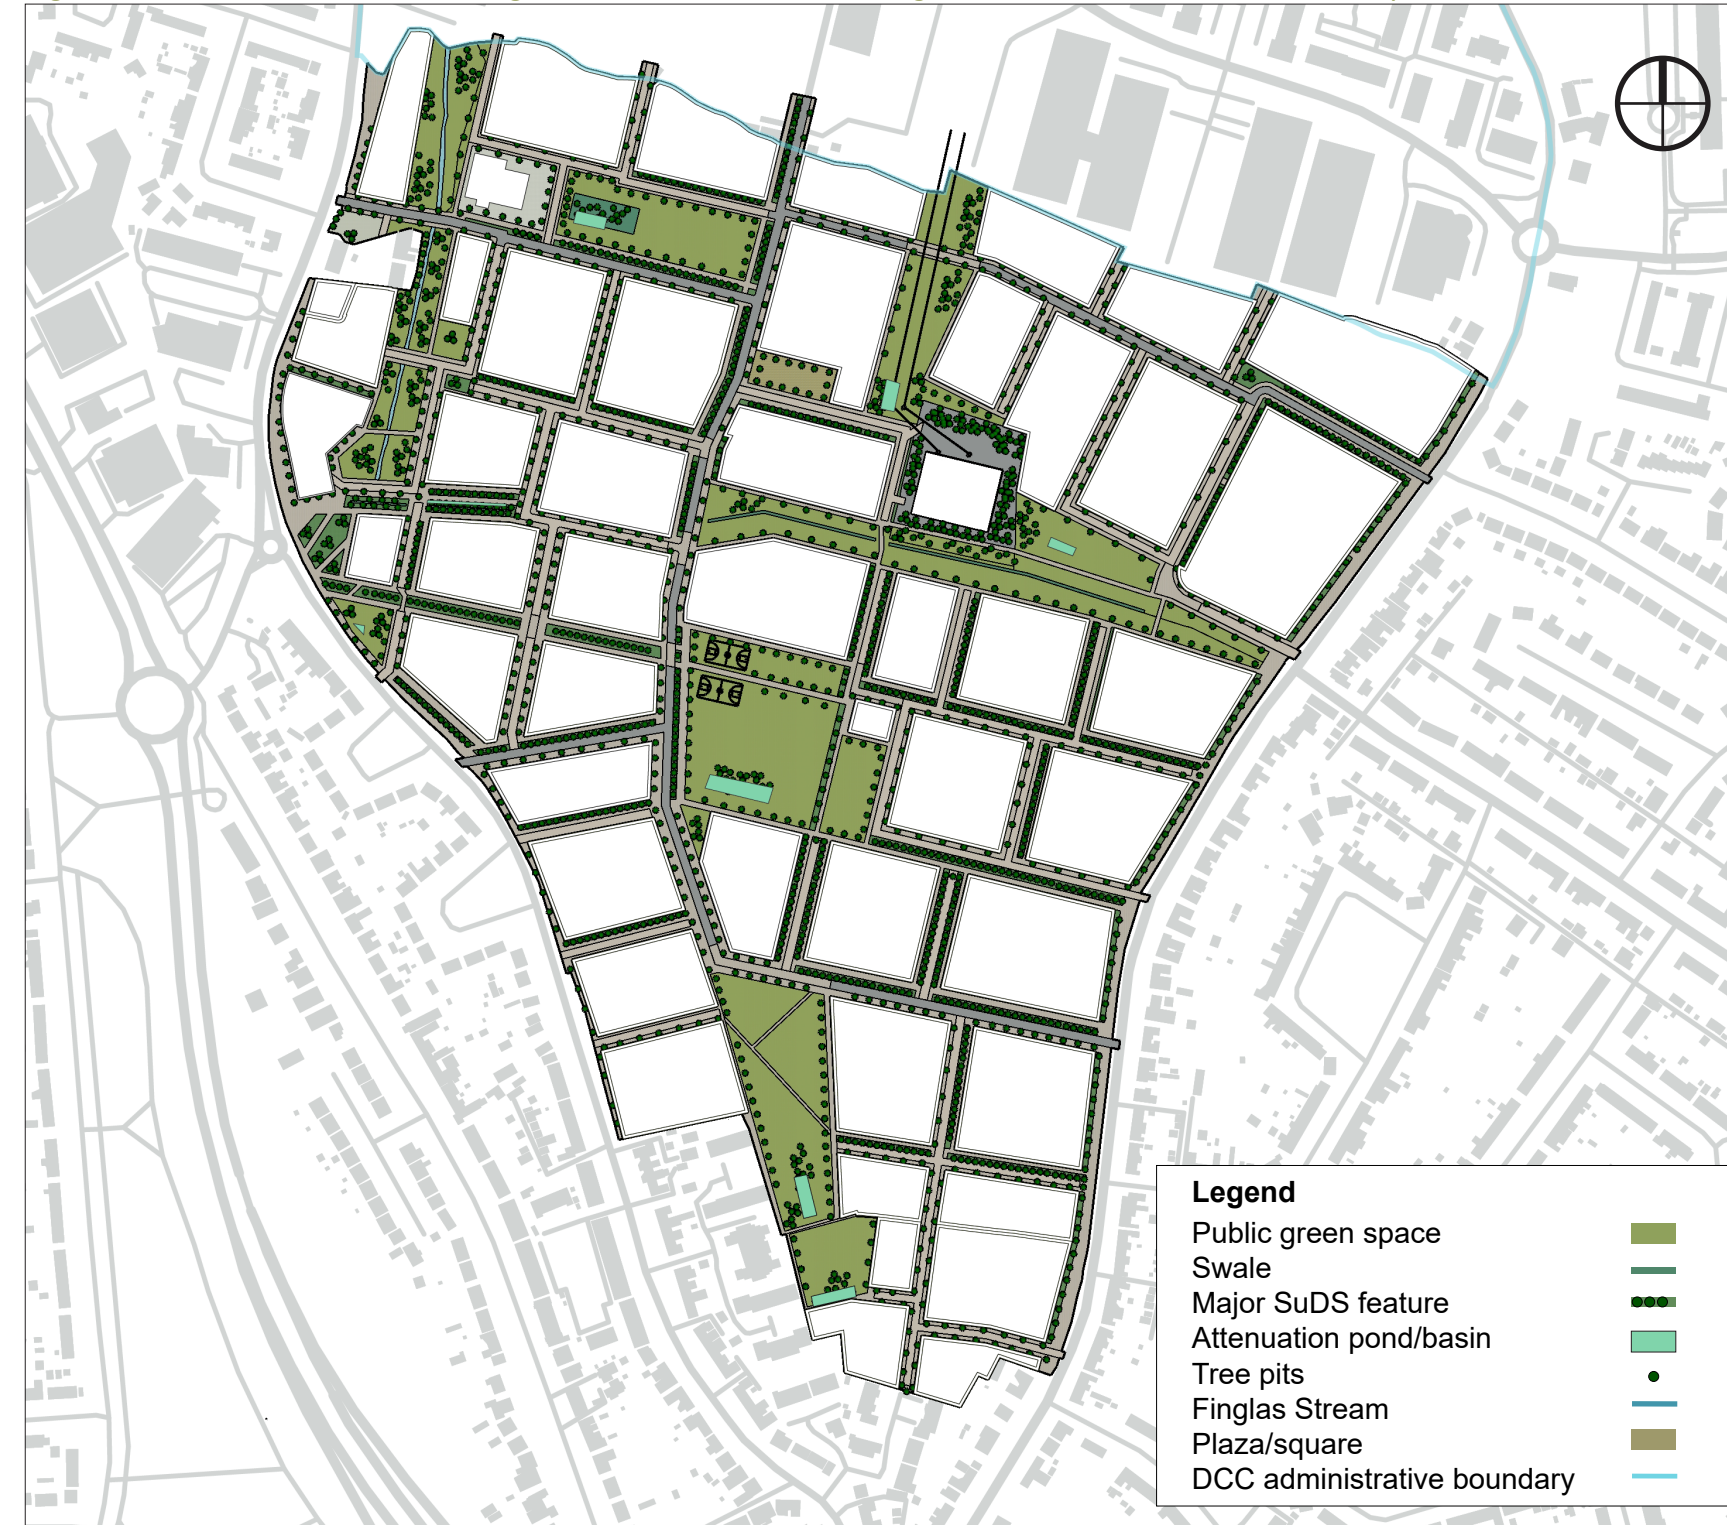 Legend
Public green space
Swale
Major SuDS feature
Attenuation pond/basin
Tree pits
Finglas Stream
Plaza/square
DCC administrative boundary